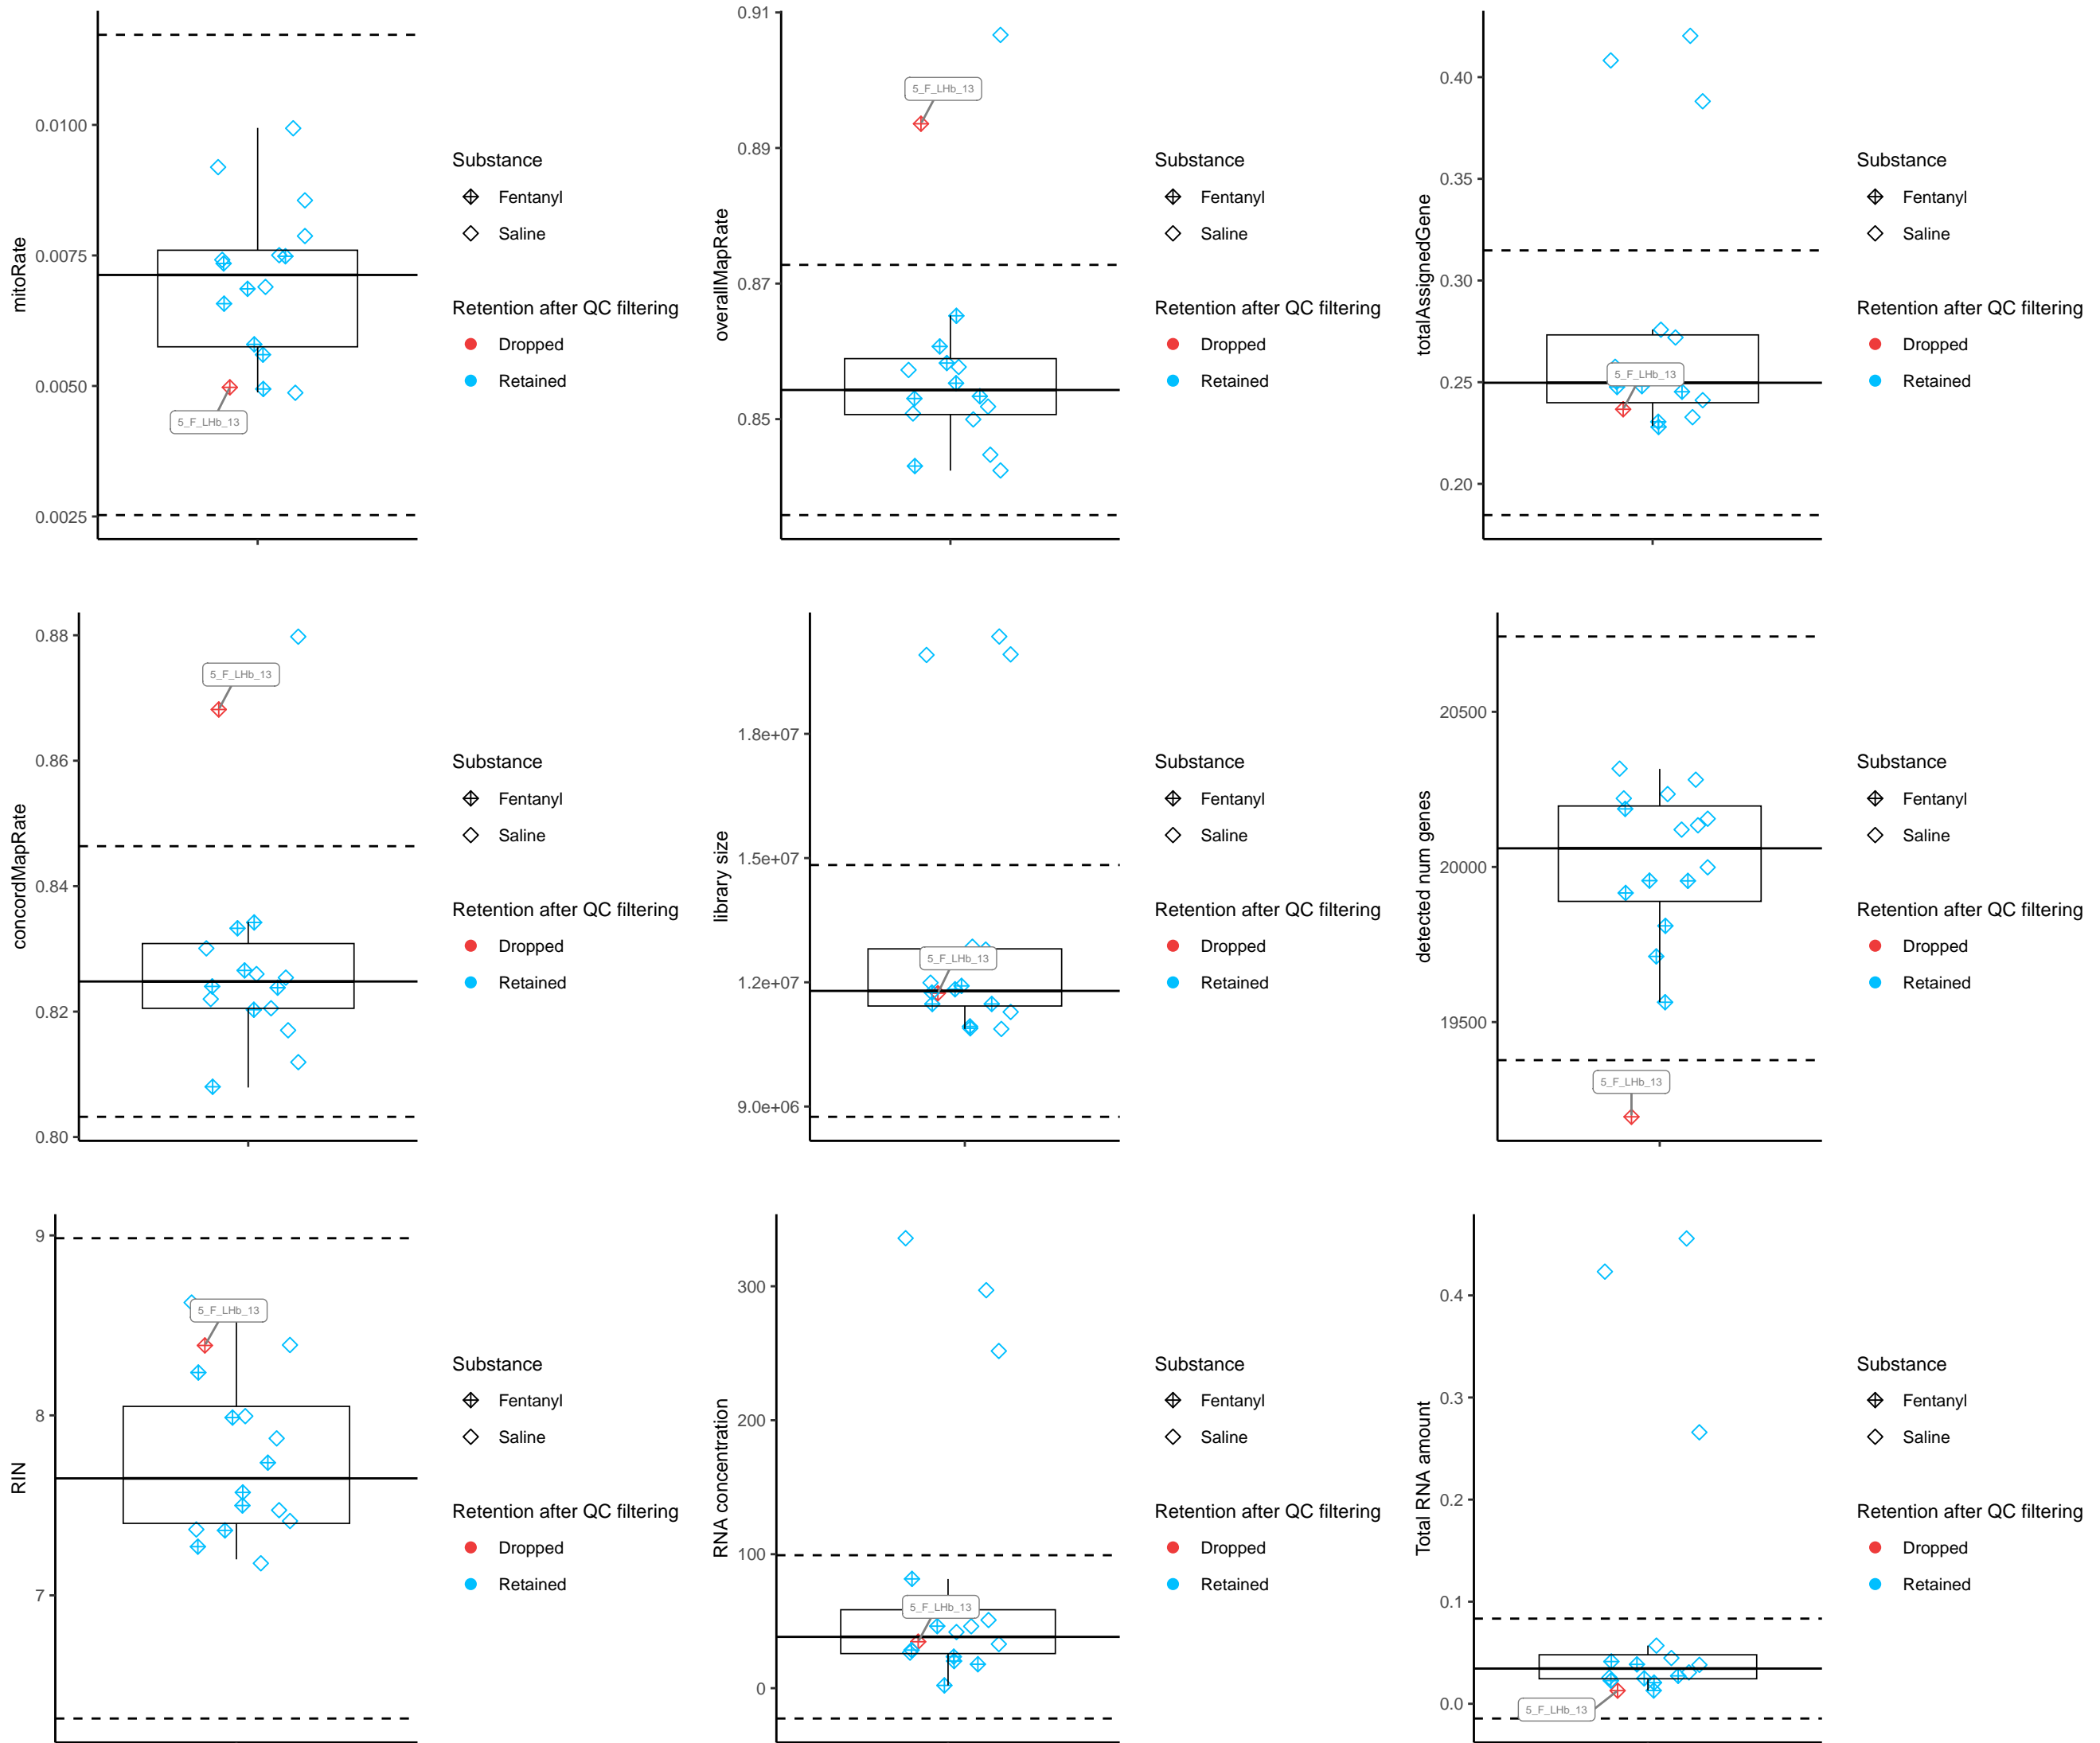 mitoRate
0.0100
0.0075
0.0050
0.0025
5_F_LHb_13
Substance
Fentanyl
Saline
Retention after QC filtering
Dropped
Retained
overallMapRate
0.91
0.89
0.87
0.85
5_F_LHb_13
Substance
Fentanyl
Saline
Retention after QC filtering
Dropped
Retained
totalAssignedGene
0.40
0.35
0.30
0.25
0.20
5_F_LHb_13
Substance
Fentanyl
Saline
Retention after QC filtering
Dropped
Retained
concordMapRate
0.88
0.86
0.84
0.82
0.80
5_F_LHb_13
Substance
Fentanyl
Saline
Retention after QC filtering
Dropped
Retained
library size
1.8e+07
1.5e+07
1.2e+07
9.0e+06
5_F_LHb_13
Substance
Fentanyl
Saline
Retention after QC filtering
Dropped
Retained
detected num genes
20500
20000
19500
5_F_LHb_13
Substance
Fentanyl
Saline
Retention after QC filtering
Dropped
Retained
RIN
9
8
7
5_F_LHb_13
Substance
Fentanyl
Saline
Retention after QC filtering
Dropped
Retained
RNA concentration
300
200
100
0
5_F_LHb_13
Substance
Fentanyl
Saline
Retention after QC filtering
Dropped
Retained
Total RNA amount
0.4
0.3
0.2
0.1
0.0
5_F_LHb_13
Substance
Fentanyl
Saline
Retention after QC filtering
Dropped
Retained